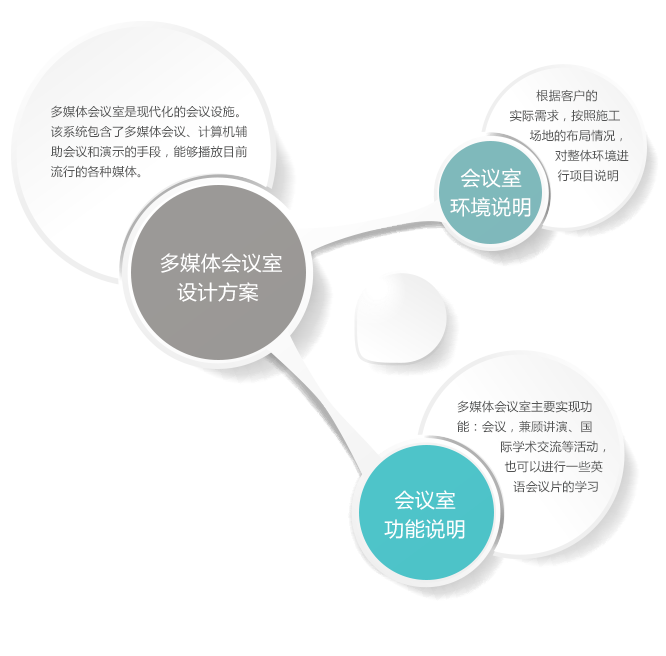 多媒体会议室是现代化的会议设施。
该系统包含了多媒体会议、计算机辅
助会议和演示的手段，能够播放目前
流行的各种媒体。
多媒体会议室
设计方案
根据客户的
实际需求，按照施工
场地的布局情况，
对整体环境进
行项目说明
会议室
环境说明
多媒体会议室主要实现功
能：会议，兼顾讲演、国
际学术交流等活动，
也可以进行一些英
语会议片的学习
会议室
功能说明